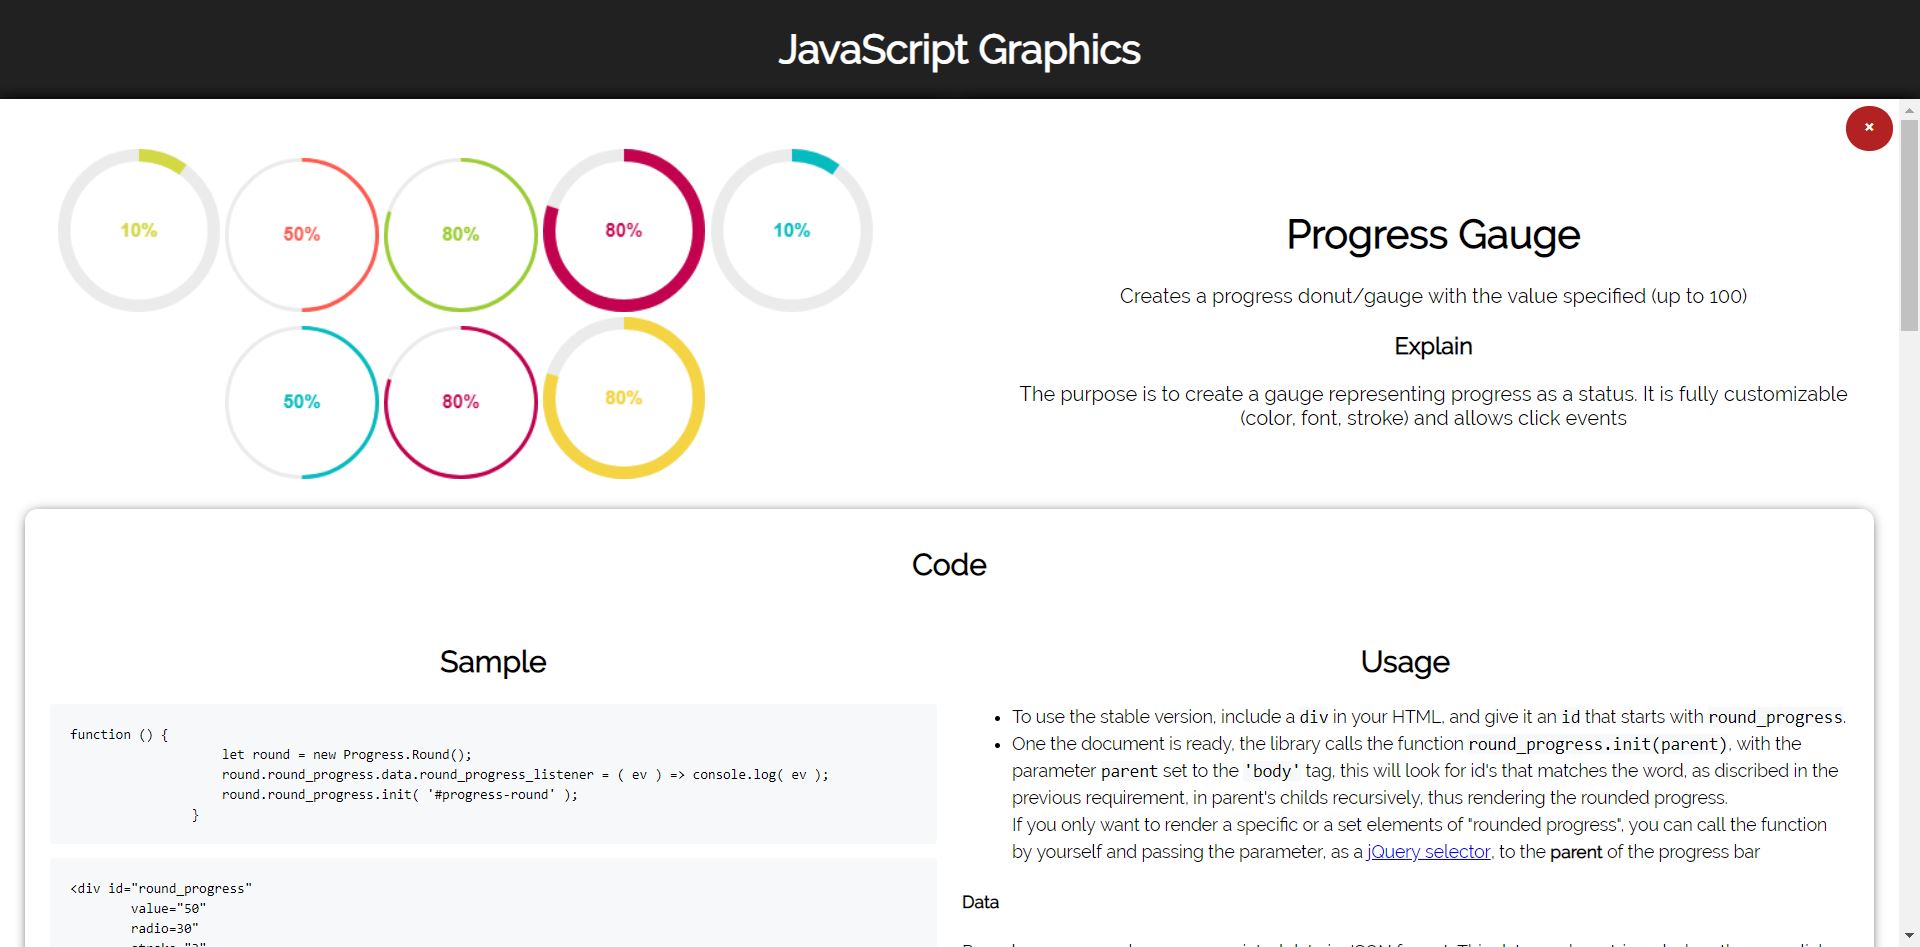 JavaScript Graphics
×
10%
50%
80%
80%
10%
50%
80%
80%
Progress Gauge
Creates a progress donut/gauge with the value specified (up to 100)
Explain
The purpose is to create a gauge representing progress as a status. It is fully customizable
(color, font, stroke) and allows click events
Code
Sample
function () {
let round = new Progress.Round();
round.round_progress.data.round_progress_listener = ( ev ) => console.log( ev );
round.round_progress.init( '#progress-round' );
}
<div id="round_progress"
value="50"
radio=30"
Usage
To use the stable version, include a div in your HTML, and give it an id that starts with round_progress.
One the document is ready, the library calls the function round_progress.init(parent), with the
parameter parent set to the 'body' tag, this will look for id's that matches the word, as discribed in the
previous requirement, in parent's childs recursively, thus rendering the rounded progress.
If you only want to render a specific or a set elements of "rounded progress", you can call the function
by yourself and passing the parameter, as a jQuery selector, to the parent of the progress bar
Data